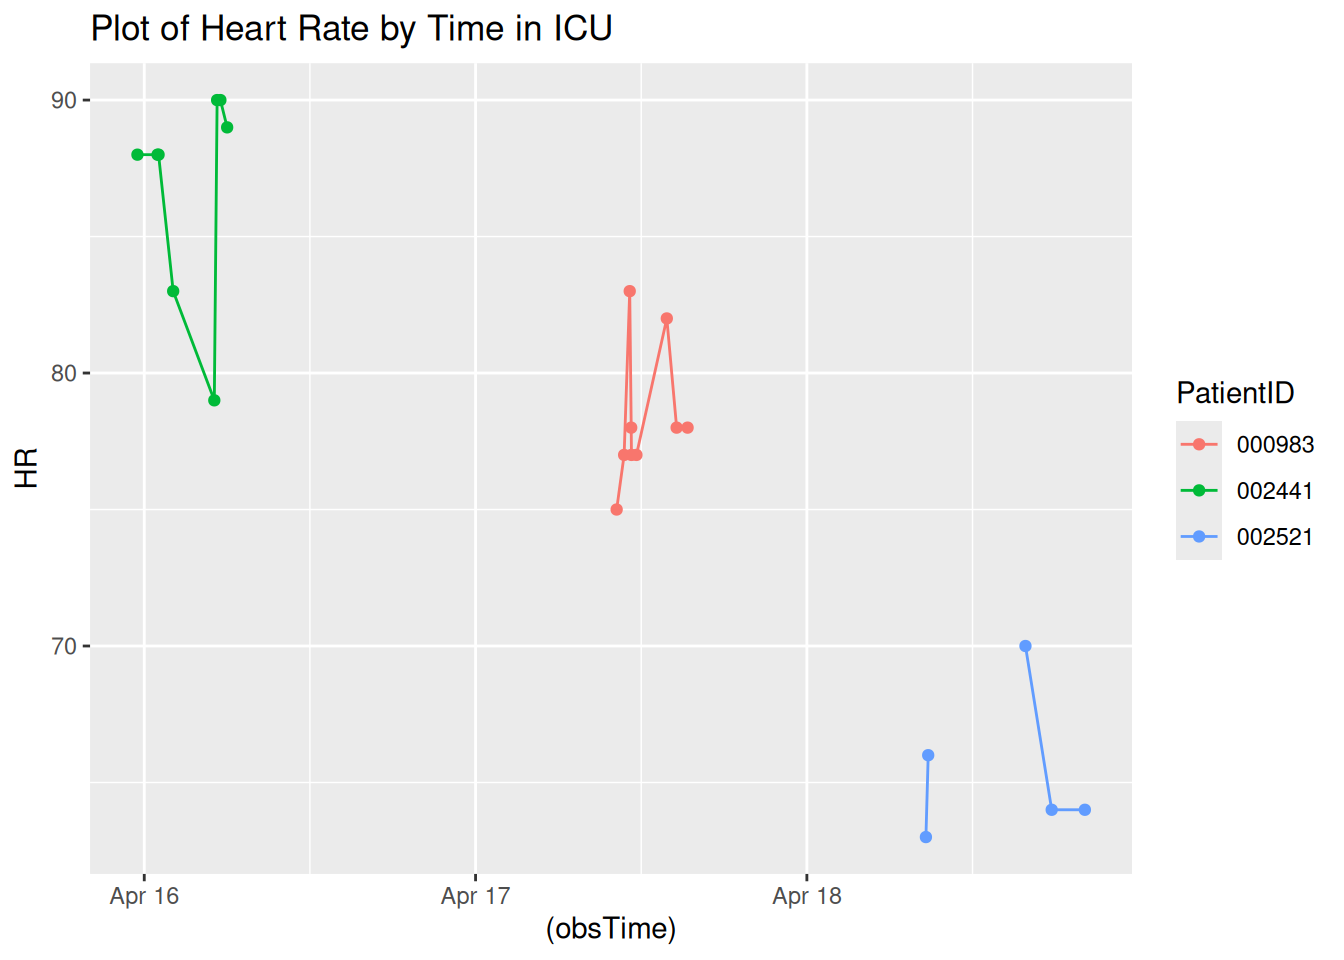 Plot of Heart Rate by Time in ICU
90
80
70
HR
Apr 16
Apr 17
Apr 18
(obsTime)
PatientID
000983
002441
002521